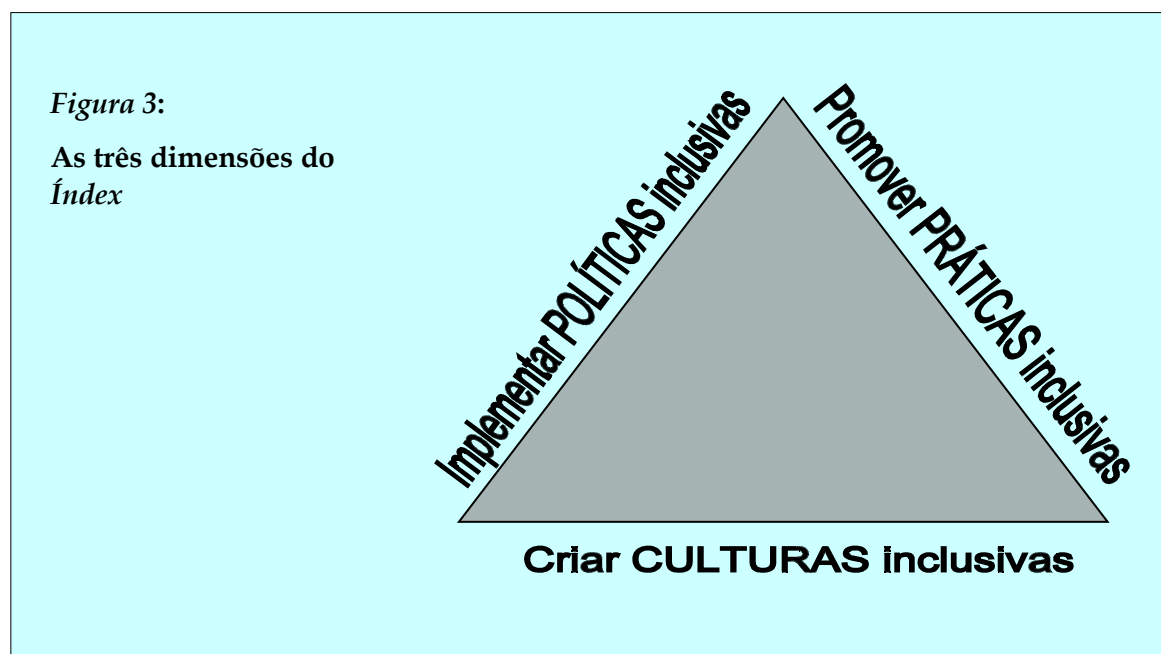 Figura 3:
As três dimensões do
Índex
Implementar POLÍTICAS inclusivas
Promover PRÁTICAS inclusivas
Criar CULTURAS inclusivas